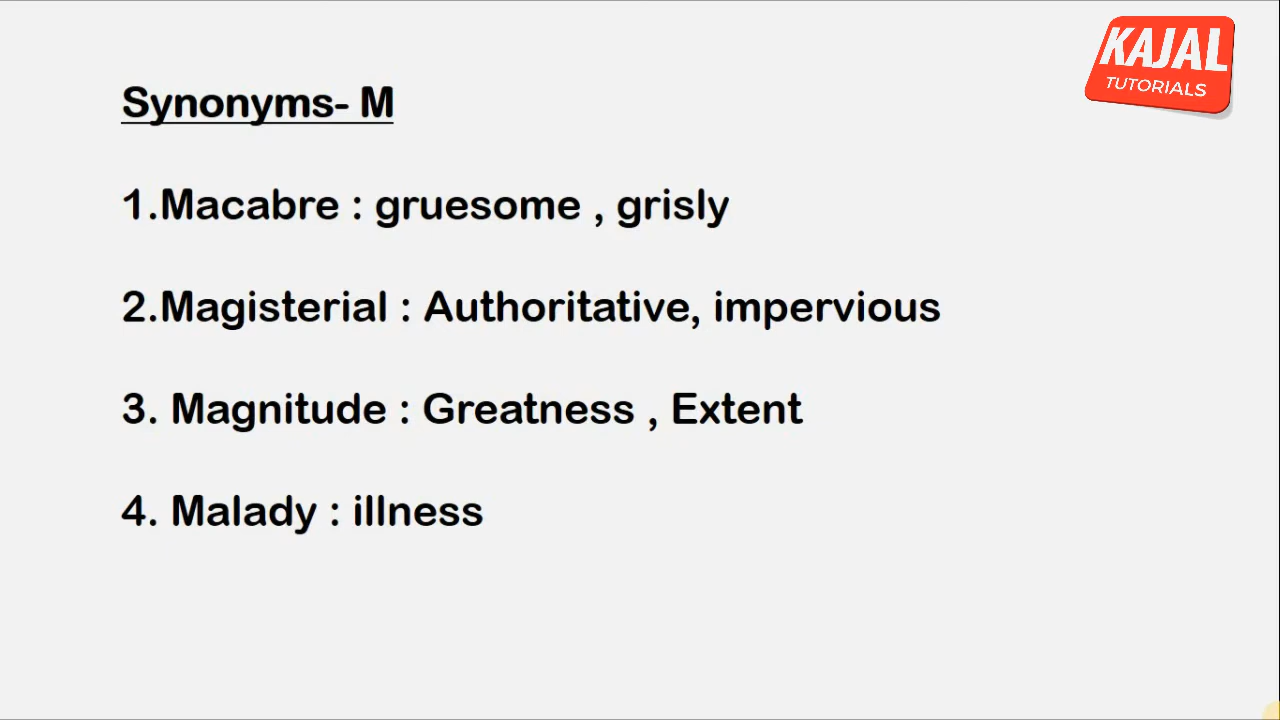 KAJAL
TUTORIALS
Synonyms- M
1.Macabre : gruesome , grisly
2.Magisterial : Authoritative, impervious
3. Magnitude : Greatness , Extent
4. Malady : illness